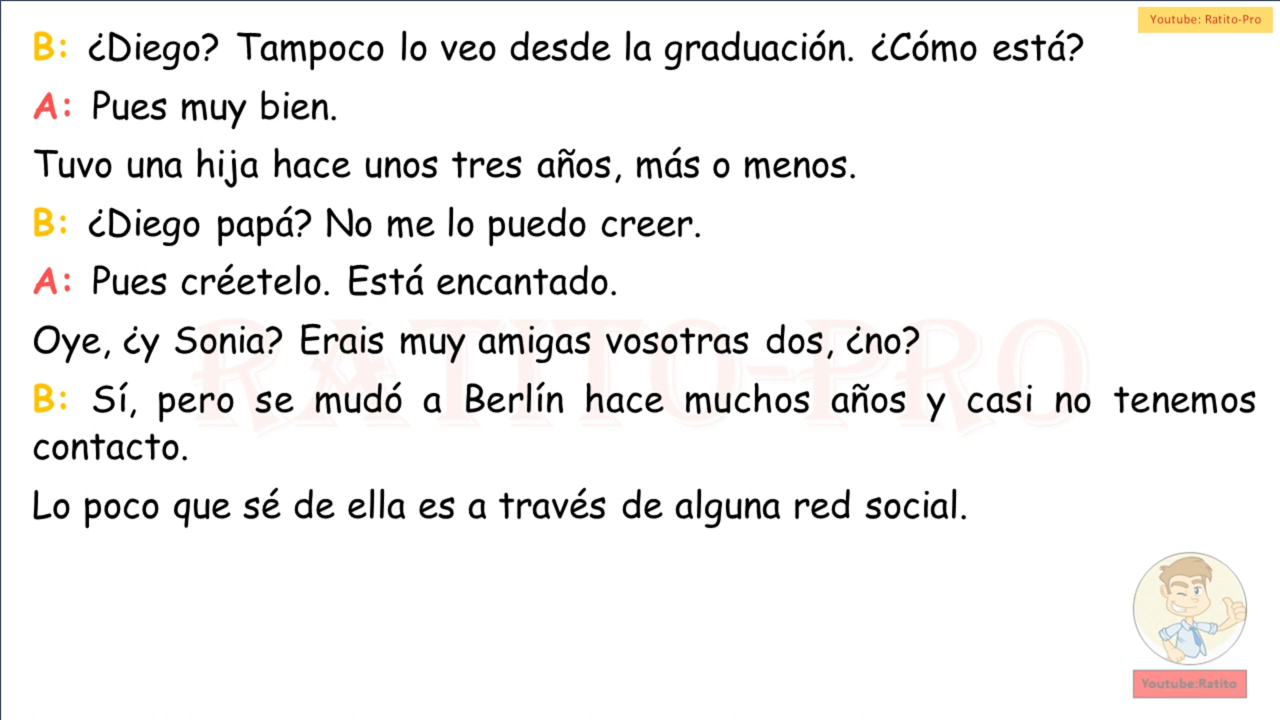 Youtube: Ratito-Pro
B: ¿Diego? Tampoco lo veo desde la graduación. ¿Cómo está?
A: Pues muy bien.
Tuvo una hija hace unos tres años, más o menos.
B: ¿Diego papá? No me lo puedo creer.
A: Pues créetelo. Está encantado.
Oye, ¿y Sonia? Erais muy amigas vosotras dos, ¿no?
B: Sí, pero se mudó a Berlín hace muchos años y casi no tenemos
contacto.
Lo poco que sé de ella es a través de alguna red social.
RATITO-PRO
Youtube:Ratito